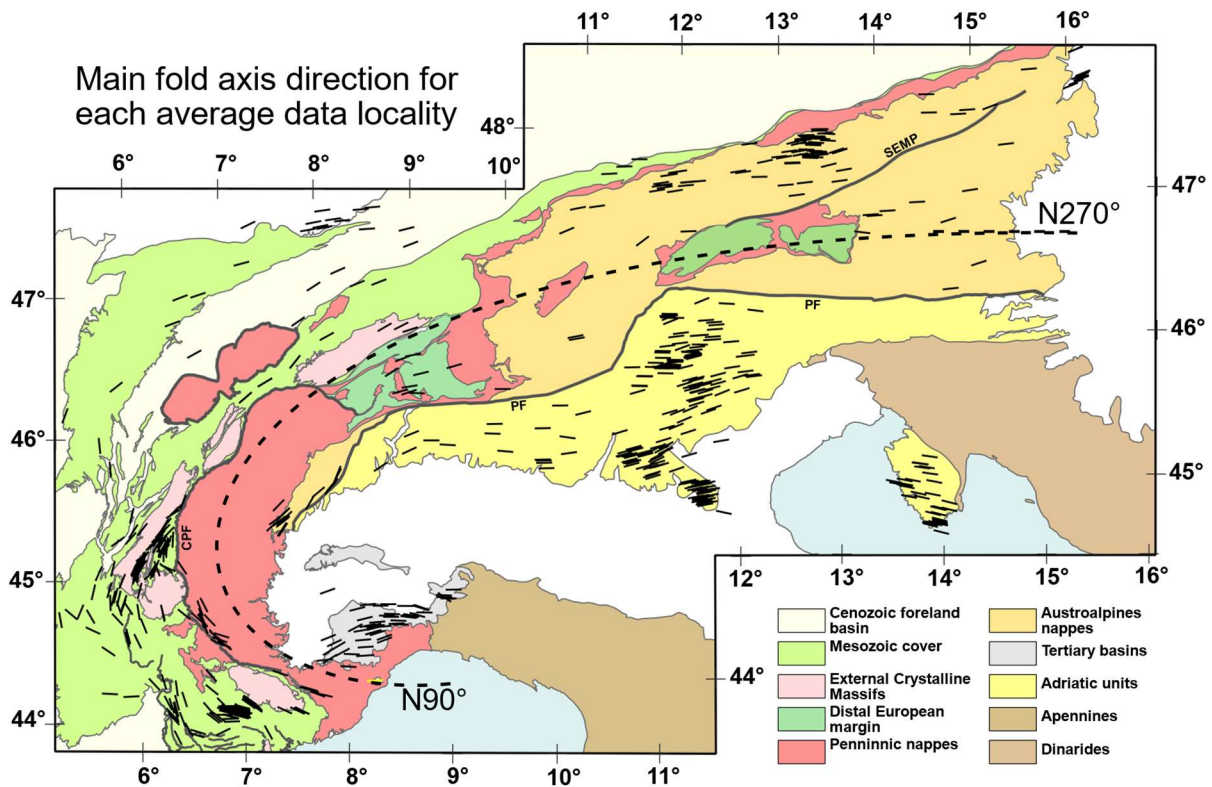 11° 12° 13° 14° 15° 16°
Main fold axis direction for
each average data locality
48°
6° 7° 8° 9° 10°
SEMP
47°
N270°
47°
PF
46°
PF
46°
45°
CPF
45°
12° 13° 14° 15° 16°
Cenozoic foreland
basin
Mesozoic cover
External Crystalline
Massifs
Distal European
margin
Penninnic nappes
Austroalpines
nappes
Tertiary basins
Adriatic units
Apennines
Dinarides
44°
N90°
44°
6° 7° 8° 9° 10° 11°